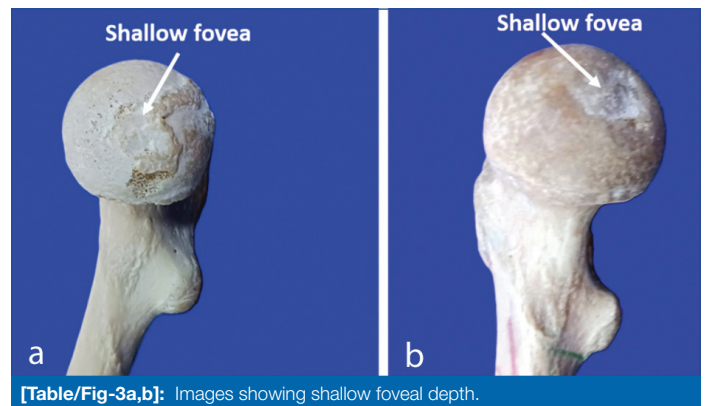 Shallow fovea
Shallow fovea
a
b
[Table/Fig-3a,b]: Images showing shallow foveal depth.